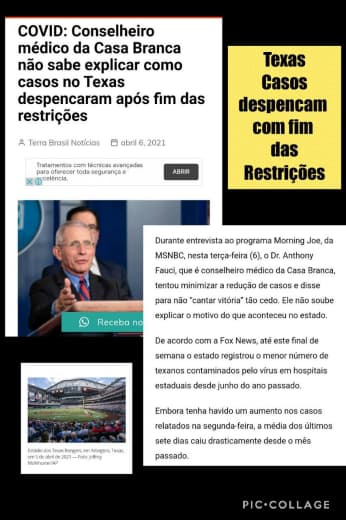 COVID: Conselheiro
médico da Casa Branca
não sabe explicar como
casos no Texas
despencaram após fim das
restrições
Terra Brasil Notícias abril 6, 2021
Tratamentos com técnicas avançadas
para oferecer toda segurança e
excelência.
ABRIR
Receba no
Texas
Casos
despencam
com fim
das
Restrições
Durante entrevista ao programa Morning Joe, da
MSNBC, nesta terça-feira (6), o Dr. Anthony
Fauci, que é conselheiro médico da Casa Branca,
tentou minimizar a redução de casos e disse
para não “cantar vitória” tão cedo. Ele não soube
explicar o motivo do que aconteceu no estado.
De acordo com a Fox News, até este final de
semana o estado registrou o menor número de
texanos contaminados pelo vírus em hospitais
estaduais desde junho do ano passado.
Embora tenha havido um aumento nos casos
relatados na segunda-feira, a média dos últimos
sete dias caiu drasticamente desde o mês
passado.
Estádio dos Texas Rangers, em Arlington, Texas,
em 5 de abril de 2021 — Foto: Jeffrey
McWhorter/AP
PIC•COLLAGE